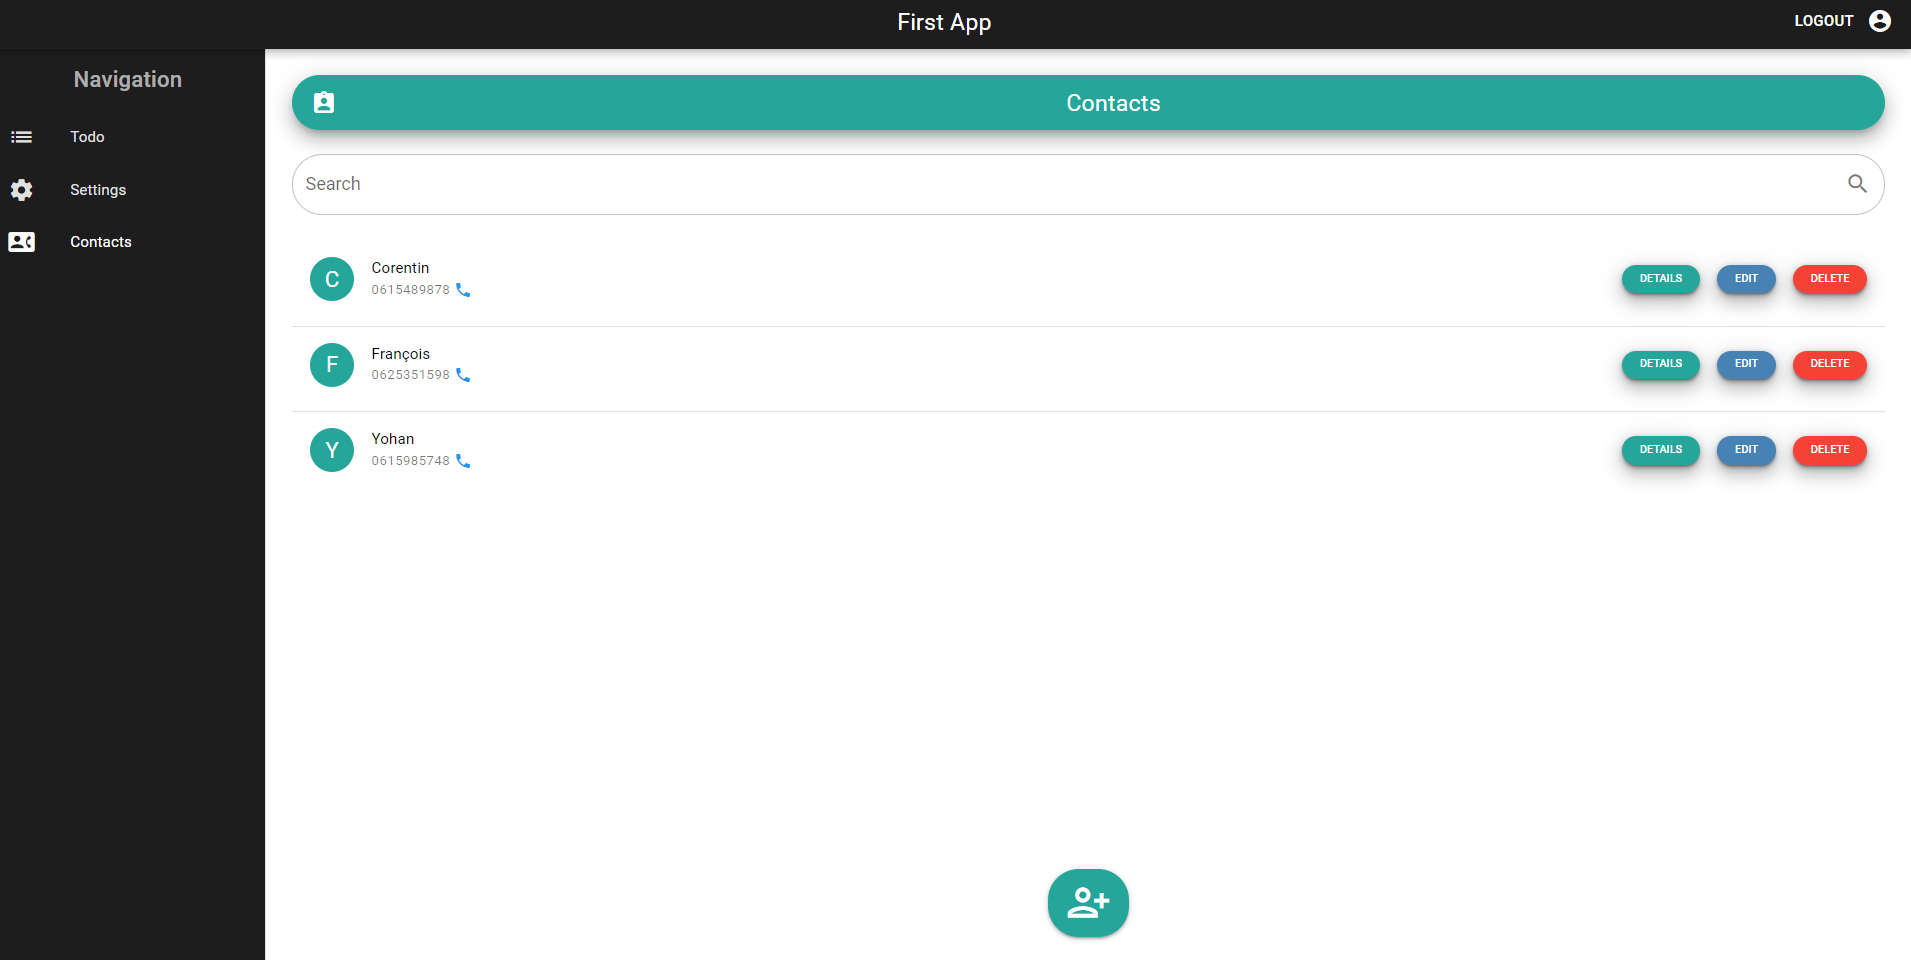 First App
LOGOUT
Navigation
Todo
Settings
Contacts
Contacts
Search
C
Corentin
0615489878
DETAILS
EDIT
DELETE
F
François
0625351598
DETAILS
EDIT
DELETE
Y
Yohan
0615985748
DETAILS
EDIT
DELETE